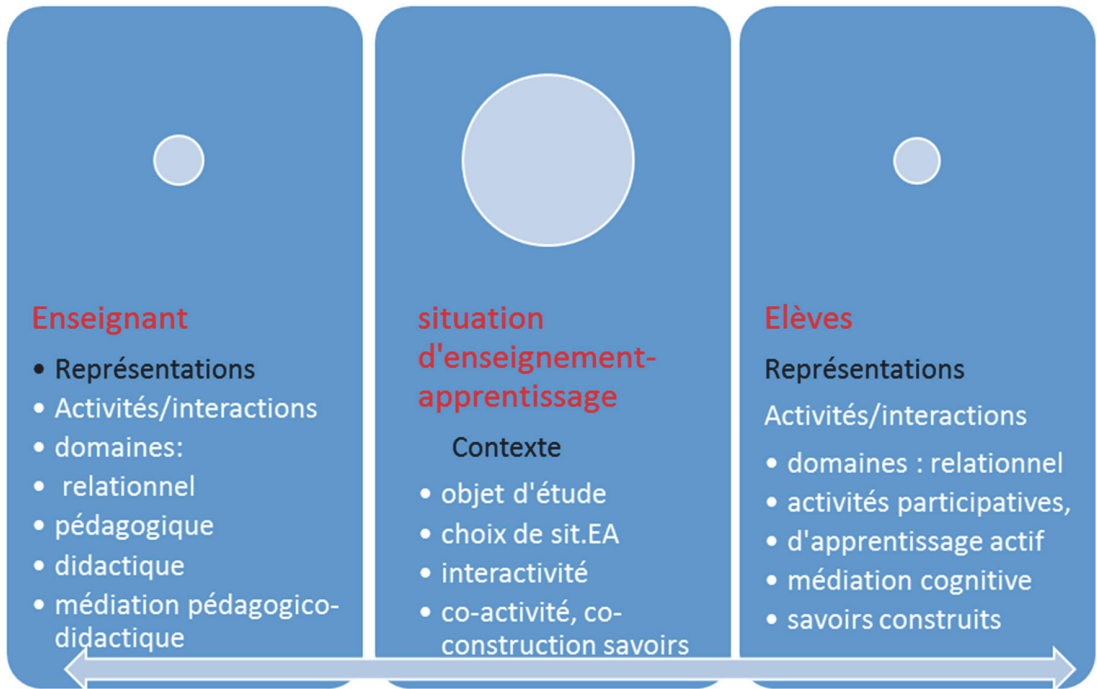 Enseignant
• Représentations
• Activités/interactions
• domaines:
• relationnel
• pédagogique
• didactique
• médiation pédagogico-
didactique
situation
d'enseignement-
apprentissage
Contexte
• objet d'étude
• choix de sit.EA
• interactivité
• co-activité, co-
construction savoirs
Elèves
Représentations
Activités/interactions
• domaines : relationnel
• activités participatives,
• d'apprentissage actif
• médiation cognitive
• savoirs construits